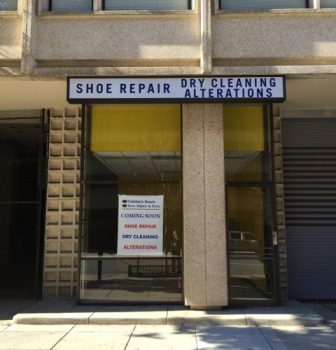 SHOE REPAIR DRY CLEANING
ALTERATIONS
COMING SOON
SHOE REPAIR
DRY CLEANING
ALTERATIONS